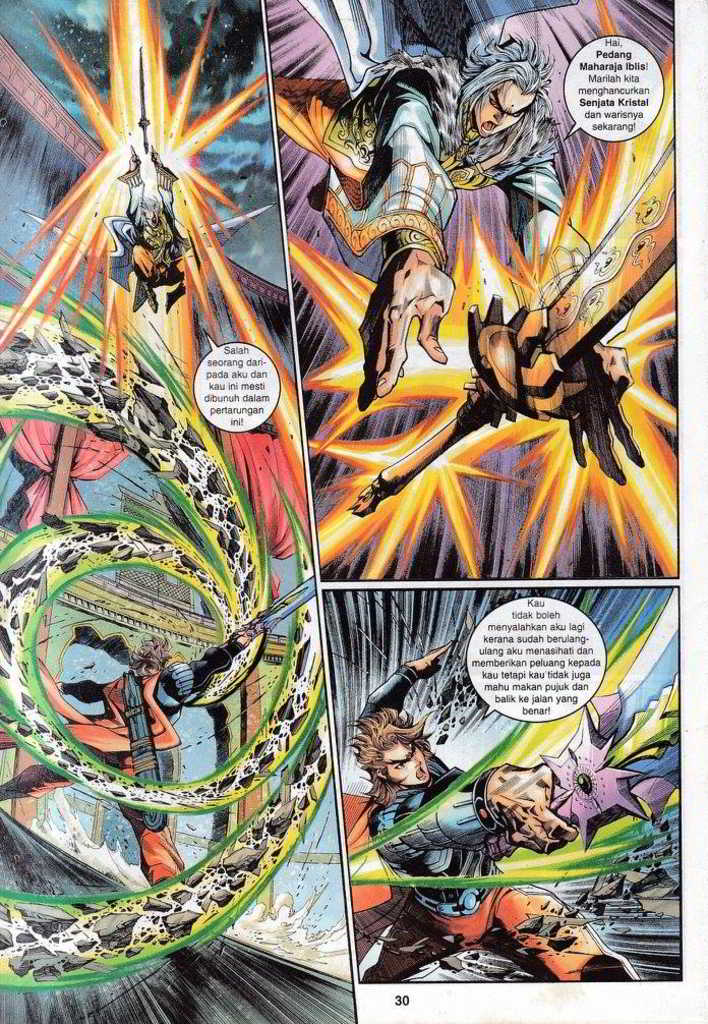 Salah
seorang dari-
pada aku dan
kau ini mesti
dibunuh dalam
pertarungan
ini!
Hai,
Pedang
Maharaja Iblis!
Marilah kita
menghancurkan
Senjata Kristal
dan warisnya
sekarang!
Kau
tidak boleh
menyalahkan aku lagi
kerana sudah berulang-
ulang aku menasihati dan
memberikan peluang kepada
kau tetapi kau tidak juga
mahu makan pujuk dan
balik ke jalan yang
benar!
30